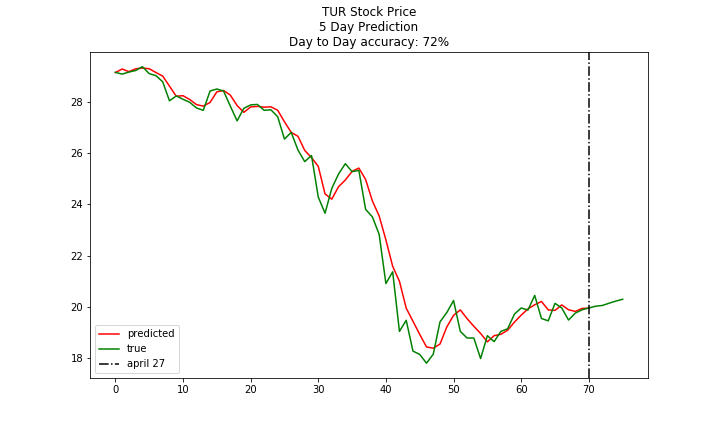 TUR Stock Price
5 Day Prediction
Day to Day accuracy: 72%
28
26
24
22
20
18
predicted
true
april 27
0 10 20 30 40 50 60 70